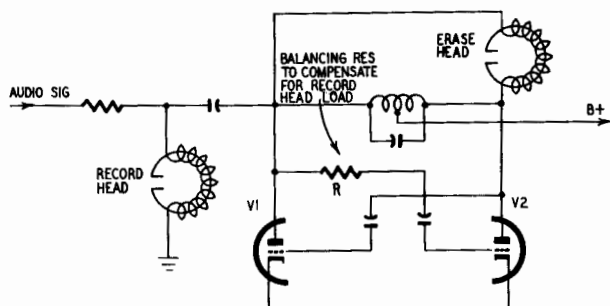 ERASE
HEAD
BALANCING RES
TO COMPENSATE
FOR RECORD
HEAD LOAD
AUDIO SIG
B+
RECORD
HEAD
R
V1
V2